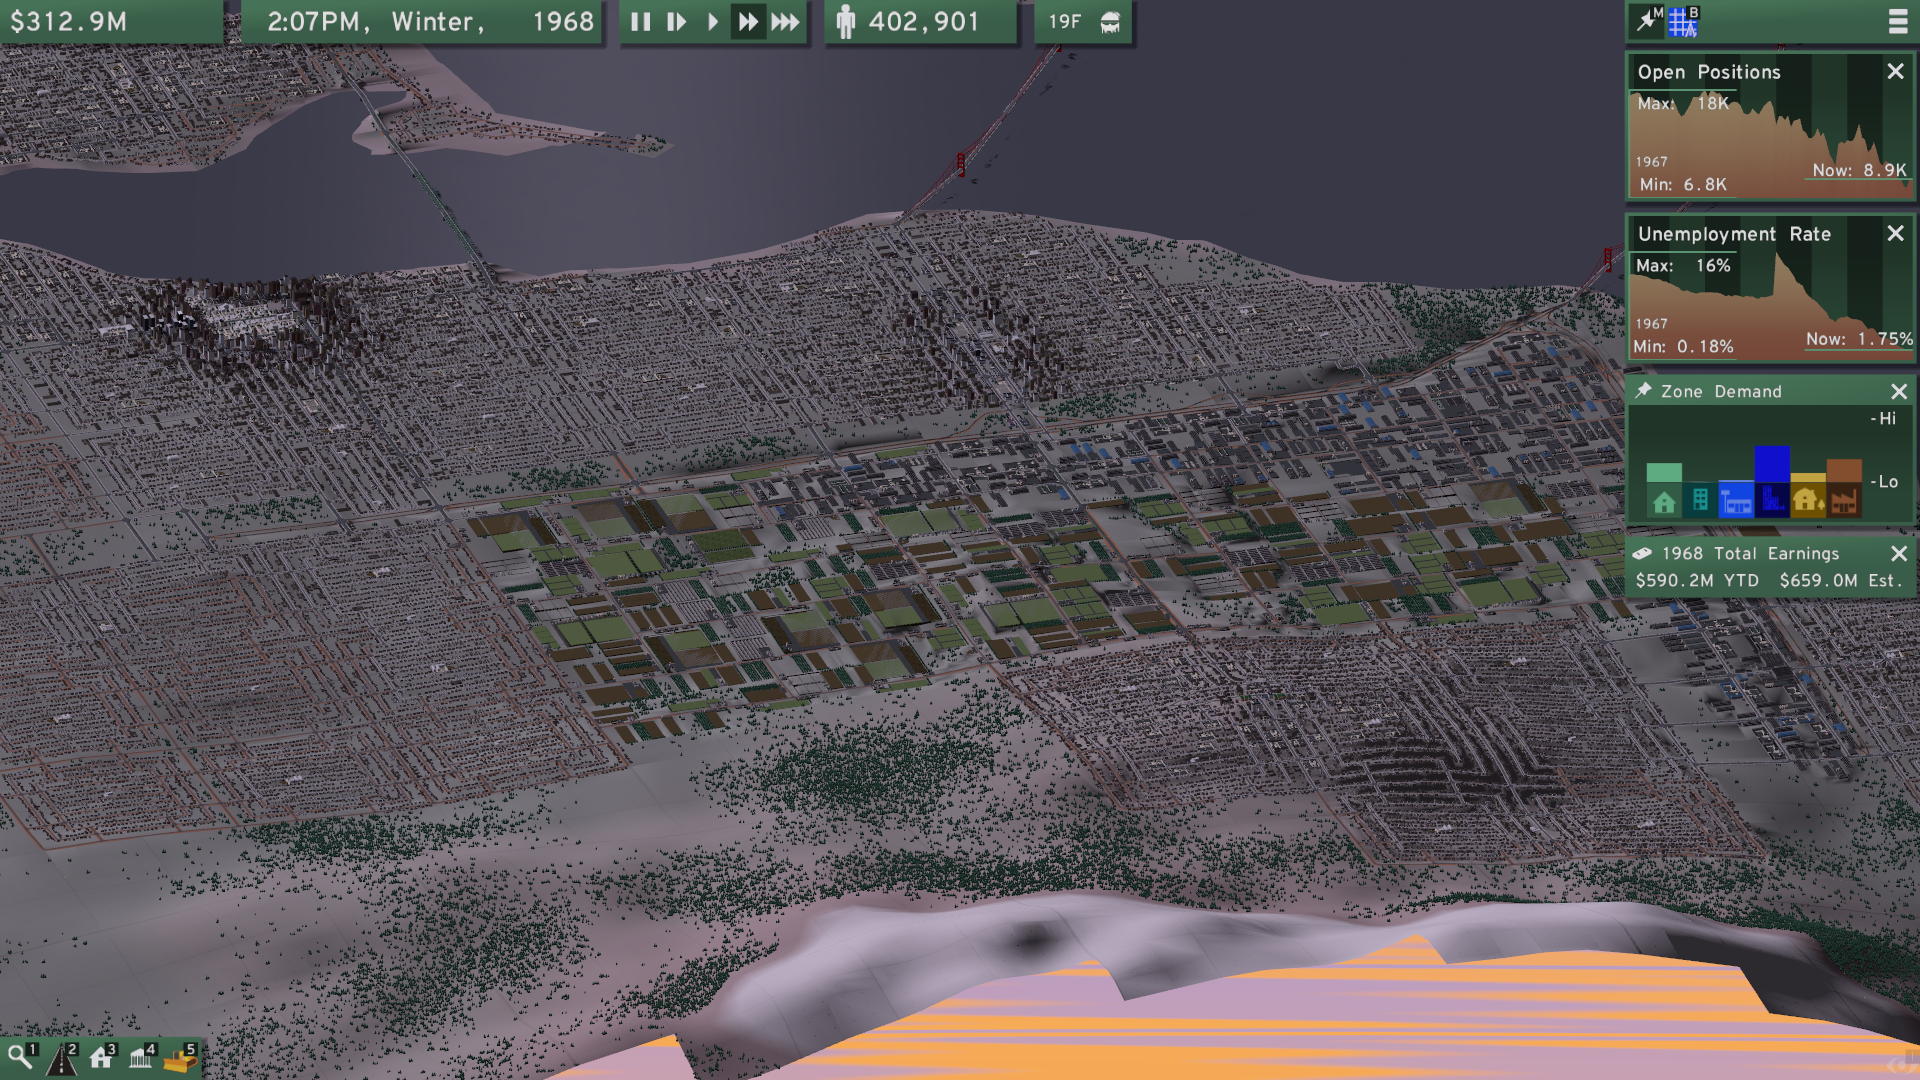 $312.9M
2:07PM, Winter, 1968
402,901
19F
M
B
Open Positions
Max: 18K
1967
Now: 8.9K
Min: 6.8K
Unemployment Rate
Max: 16%
1967
Now: 1.75%
Min: 0.18%
Zone Demand
-Hi
-Lo
1968 Total Earnings
$590.2M YTD $659.0M Est.
1 2 3 4 5